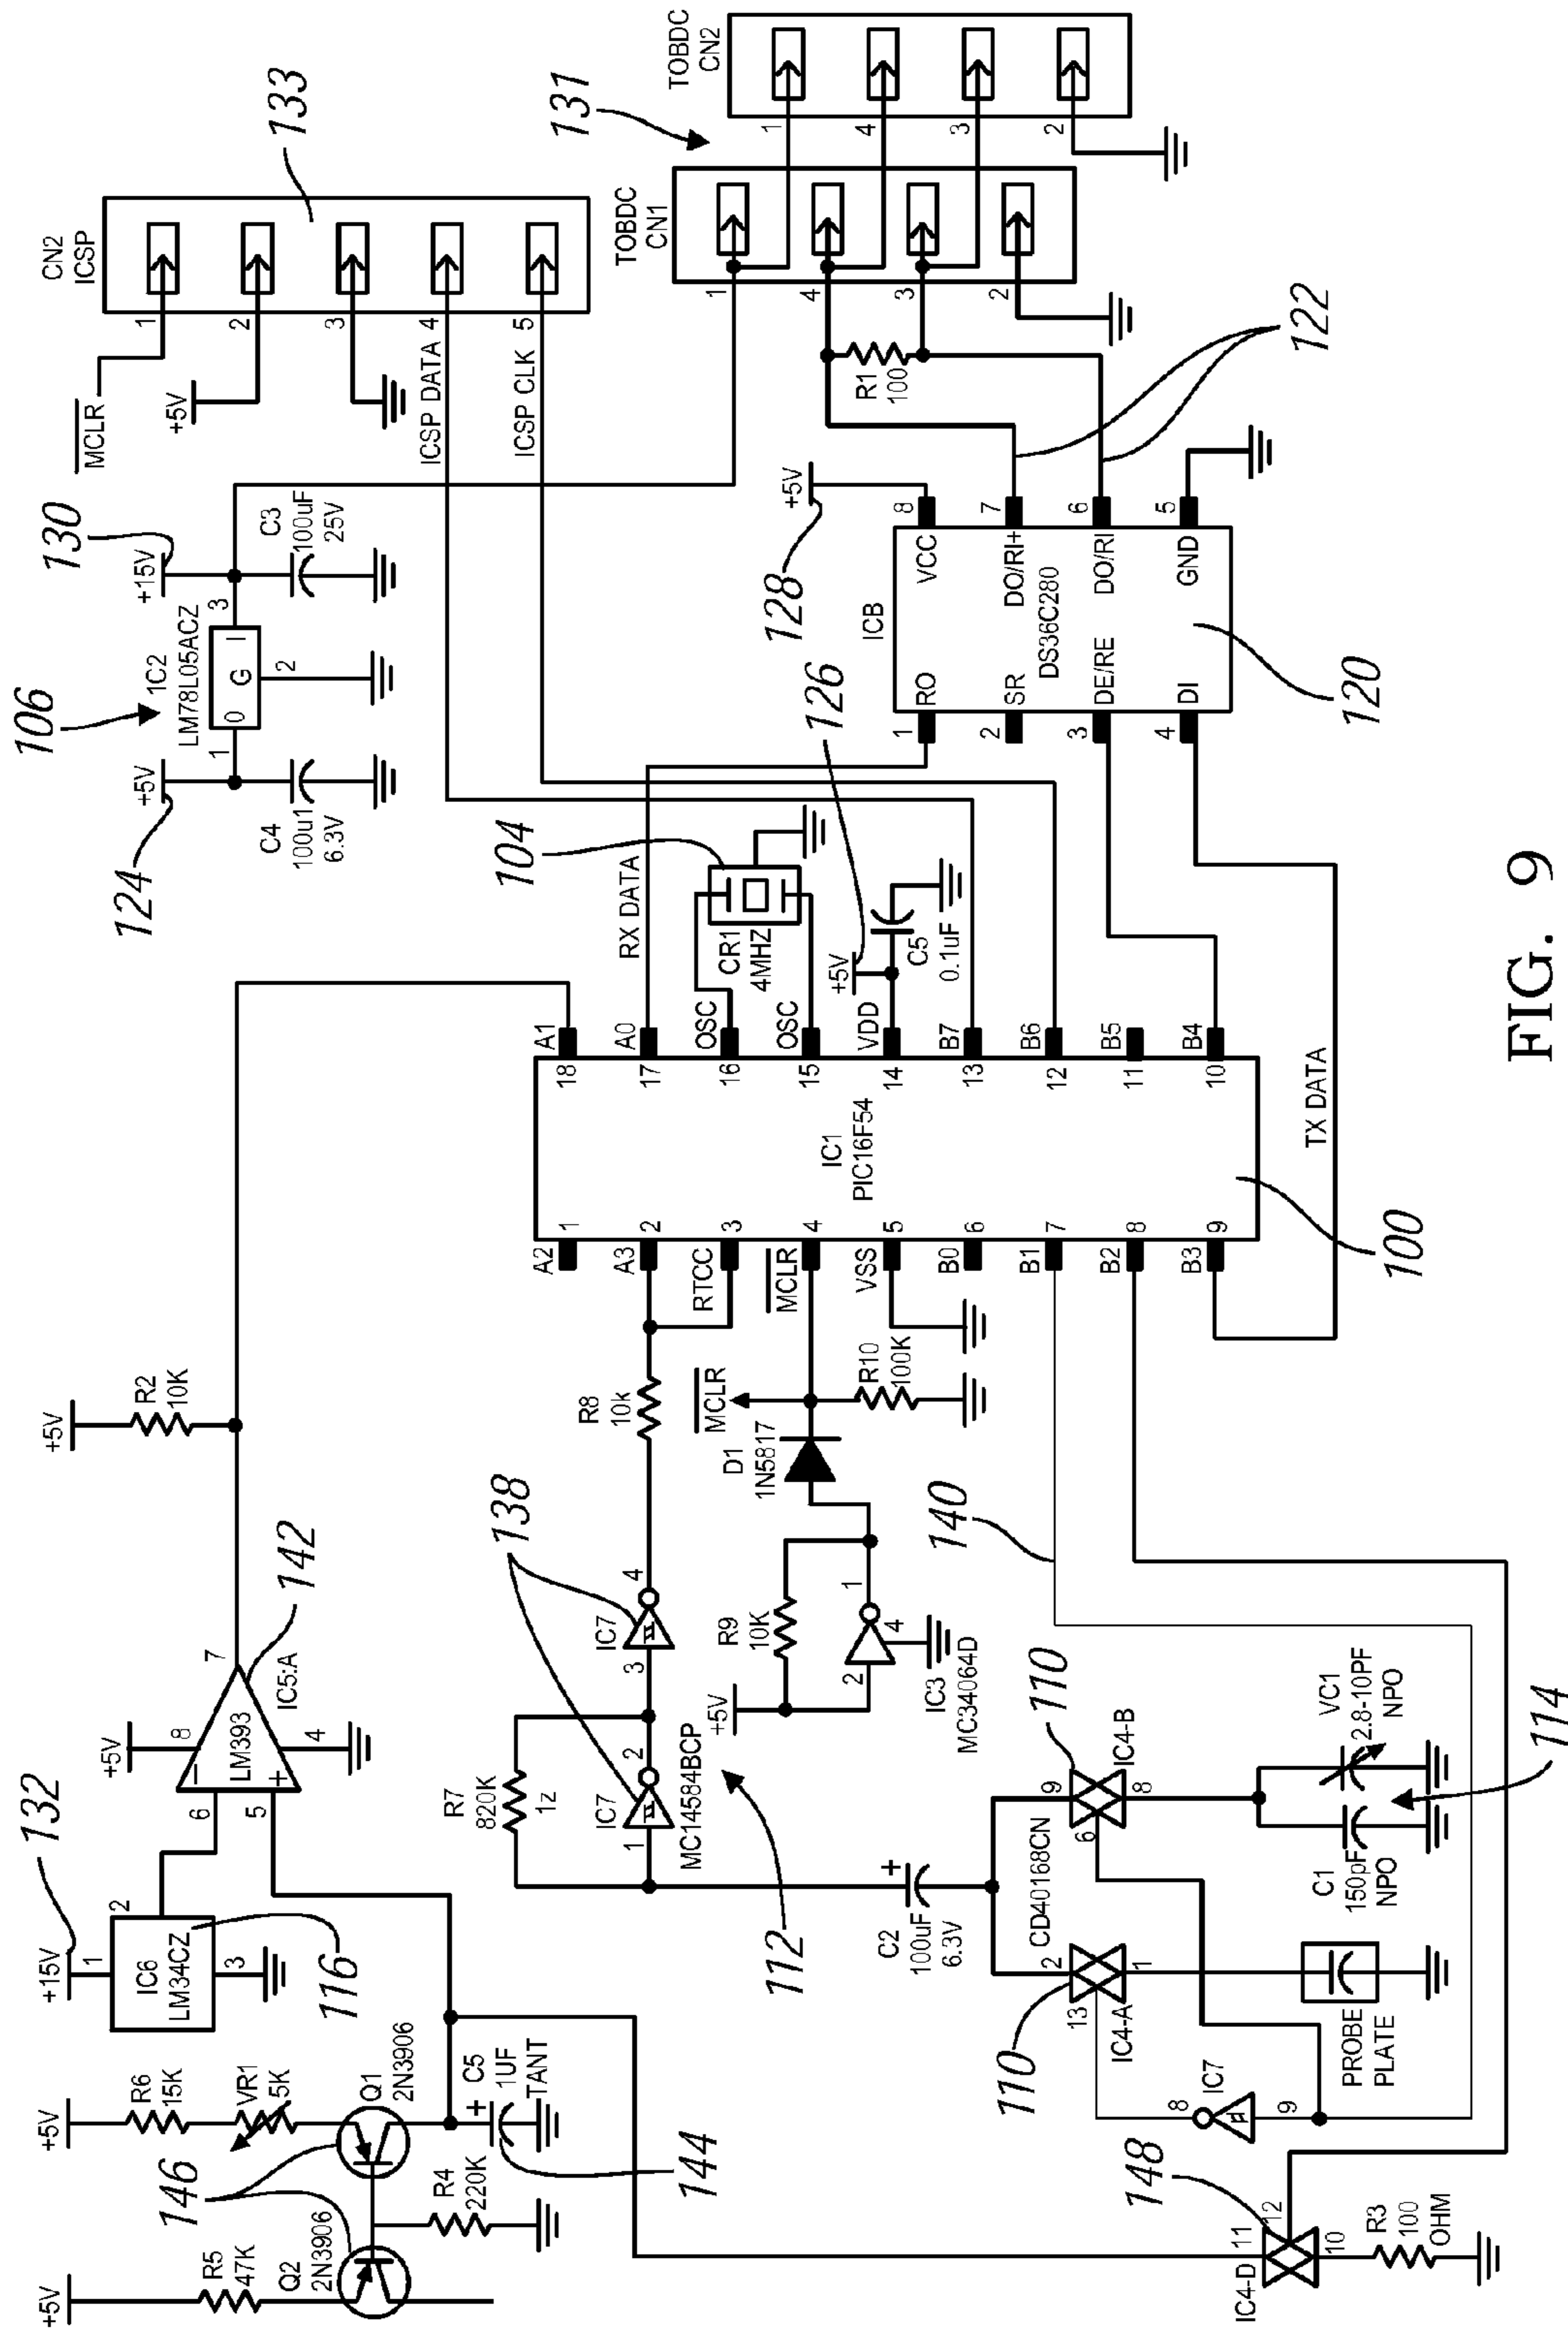 +5V
R5
47K
Q2
2N3906
146
+5V
R6
15K
VR1
5K
Q1
2N3906
R4
220K
C5
+
1UF
TANT
144
+15V
132
1
IC6
LM34CZ
2
3
116
+5V
8
6
5
−
+
LM393
7
4
IC5:A
142
+5V
R2
10K
R7
820K
1z
IC7
1
2
MC14584BCP
112
IC7
3
4
138
R8
10k
+5V
R9
10K
2
1
4
IC3
MC34064D
D1
1N5817
MCLR
R10
100K
140
C2
100uF
6.3V
+
CD40168CN
110
2
13
1
IC4-A
110
9
6
8
IC4-B
PROBE
PLATE
C1
150pF
NPO
VC1
2.8-10PF
NPO
114
8
9
IC7
148
11
12
10
IC4-D
R3
100
OHM
A2
1
A3
2
RTCC
3
MCLR
4
VSS
5
B0
6
B1
7
B2
8
B3
9
IC1
PIC16F54
100
18
A1
17
A0
16
OSC
15
OSC
14
VDD
13
B7
12
B6
11
B5
10
B4
TX DATA
RX DATA
CR1
4MHZ
104
+5V
126
C5
0.1uF
124
+5V
C4
100u1
6.3V
106
1C2
LM78L05ACZ
1
0
G
I
3
2
+15V
130
C3
100uF
25V
MCLR
+5V
ICSP DATA
ICSP CLK
1
2
3
4
5
CN2
ICSP
133
ICB
DS36C280
1
RO
2
SR
3
DE/RE
4
DI
VCC
8
DO/RI+
7
DO/RI
6
GND
5
120
+5V
128
122
R1
100
TOBDC
CN1
1
4
3
2
131
TOBDC
CN2
1
4
3
2
FIG. 9